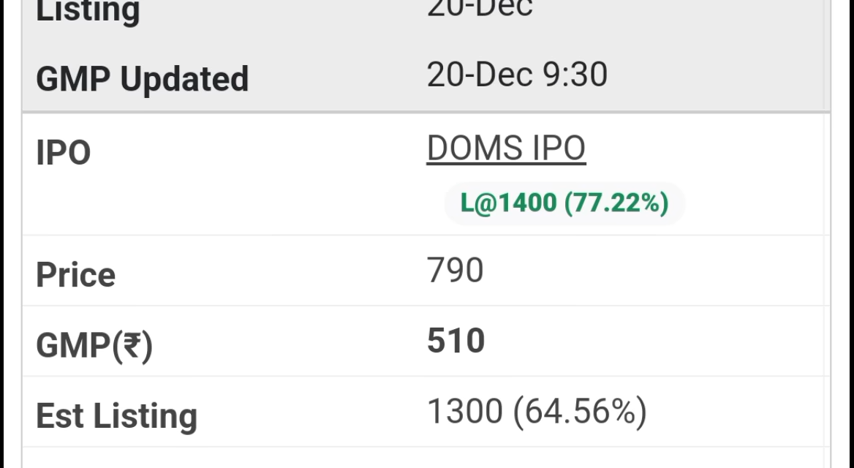 Listing 20-Dec
GMP Updated 20-Dec 9:30
IPO DOMS IPO
L@1400 (77.22%)
Price 790
GMP(₹) 510
Est Listing 1300 (64.56%)